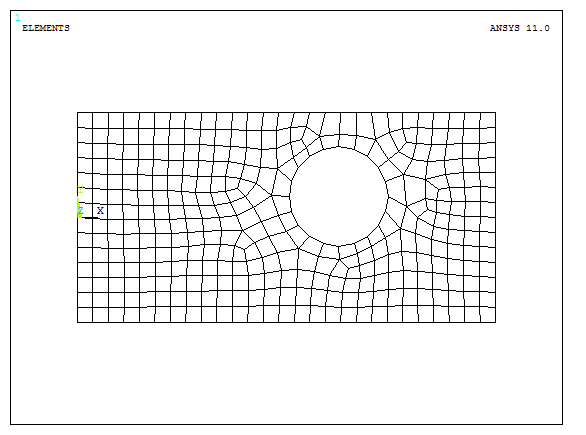 1
ELEMENTS
ANSYS 11.0
Y
Z X